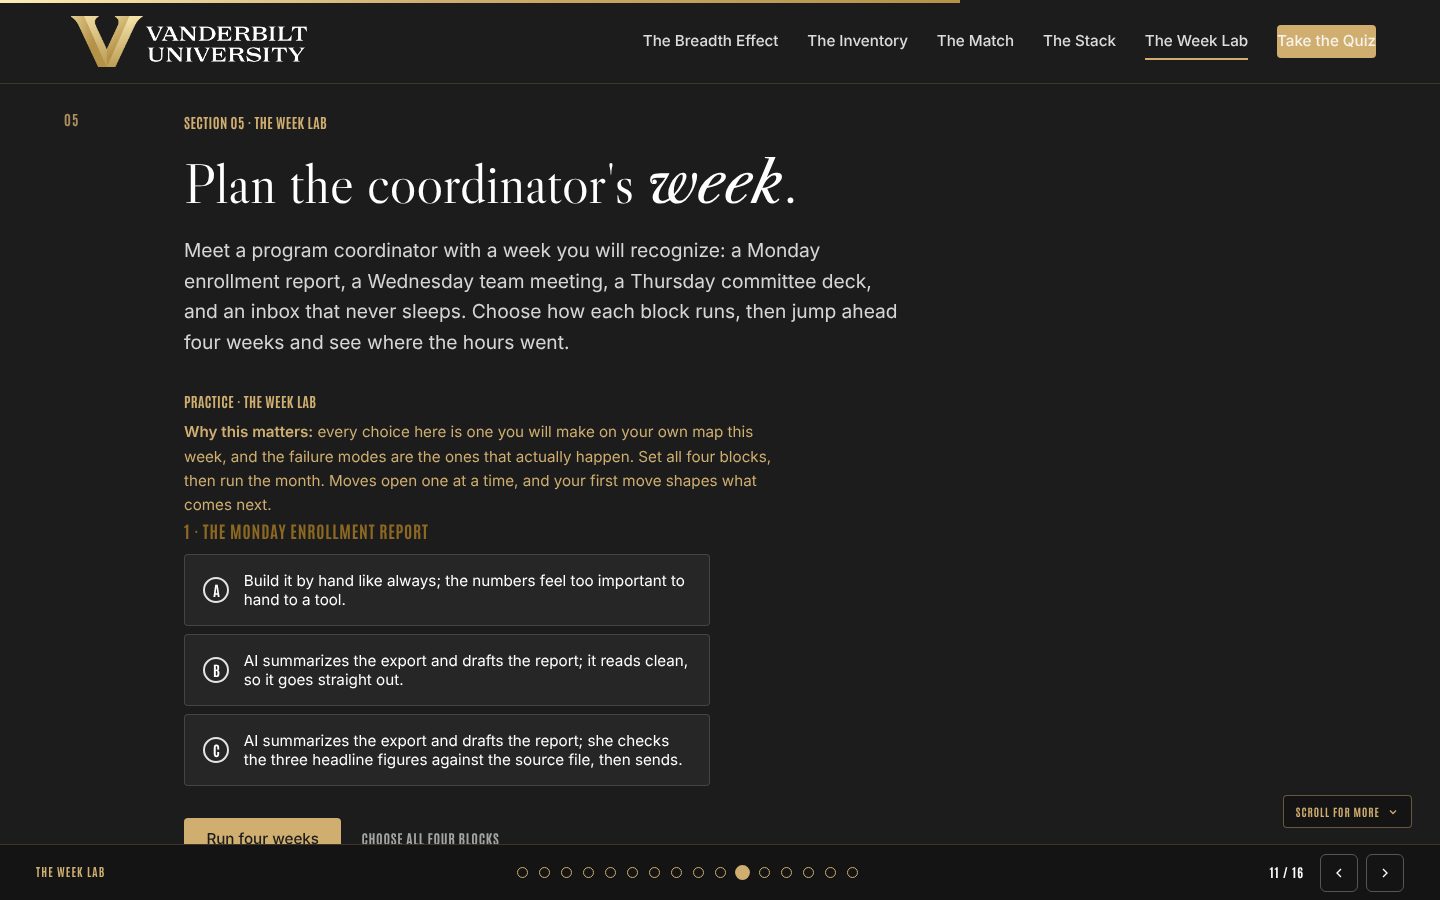 VANDERBILT
UNIVERSITY
The Breadth Effect
The Inventory
The Match
The Stack
The Week Lab
Take the Quiz
05
SECTION 05 · THE WEEK LAB
Plan the coordinator's week.
Meet a program coordinator with a week you will recognize: a Monday
enrollment report, a Wednesday team meeting, a Thursday committee deck,
and an inbox that never sleeps. Choose how each block runs, then jump ahead
four weeks and see where the hours went.
PRACTICE · THE WEEK LAB
Why this matters: every choice here is one you will make on your own map this
week, and the failure modes are the ones that actually happen. Set all four blocks,
then run the month. Moves open one at a time, and your first move shapes what
comes next.
1 · THE MONDAY ENROLLMENT REPORT
A
Build it by hand like always; the numbers feel too important to
hand to a tool.
B
AI summarizes the export and drafts the report; it reads clean,
so it goes straight out.
C
AI summarizes the export and drafts the report; she checks
the three headline figures against the source file, then sends.
SCROLL FOR MORE
Run four weeks
CHOOSE ALL FOUR BLOCKS
THE WEEK LAB
11 / 16